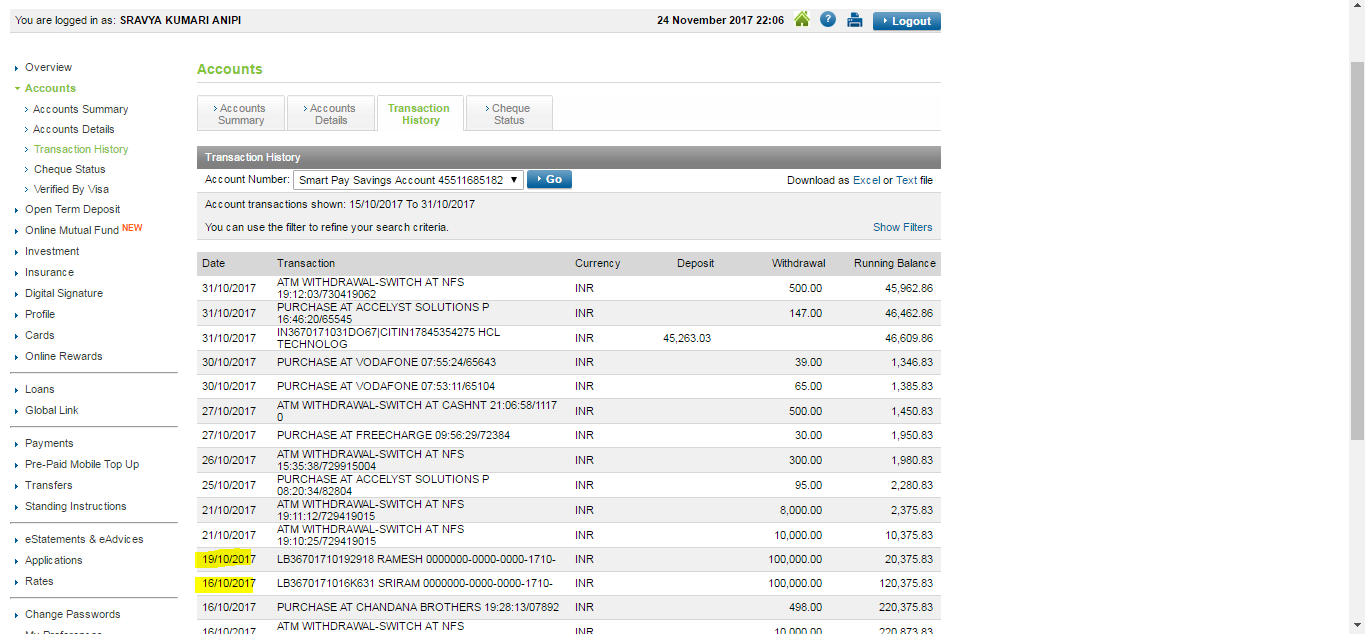 You are logged in as: SRAVYA KUMARI ANIPI 24 November 2017 22:06 ? Logout
Overview
Accounts
Accounts Summary
Accounts Details
Transaction History
Cheque Status
Verified By Visa
Open Term Deposit
Online Mutual Fund NEW
Investment
Insurance
Digital Signature
Profile
Cards
Online Rewards
Loans
Global Link
Payments
Pre-Paid Mobile Top Up
Transfers
Standing Instructions
eStatements & eAdvices
Applications
Rates
Change Passwords
My Preferences
Accounts
Accounts
Summary
Accounts
Details
Transaction
History
Cheque
Status
Transaction History
Account Number: Smart Pay Savings Account 45511685182 Go Download as Excel or Text file
Account transactions shown: 15/10/2017 To 31/10/2017
You can use the filter to refine your search criteria. Show Filters
Date Transaction Currency Deposit Withdrawal Running Balance
31/10/2017 ATM WITHDRAWAL-SWITCH AT NFS INR 500.00 45,962.86
19:12:03/730419062
31/10/2017 PURCHASE AT ACCELYST SOLUTIONS P INR 147.00 46,462.86
16:46:20/65545
31/10/2017 IN3670171031DO67|CITIN17845354275 HCL INR 45,263.03 46,609.86
TECHNOLOG
30/10/2017 PURCHASE AT VODAFONE 07:55:24/65643 INR 39.00 1,346.83
30/10/2017 PURCHASE AT VODAFONE 07:53:11/65104 INR 65.00 1,385.83
27/10/2017 ATM WITHDRAWAL-SWITCH AT CASHNT 21:06:58/1117 INR 500.00 1,450.83
0
27/10/2017 PURCHASE AT FREECHARGE 09:56:29/72384 INR 30.00 1,950.83
26/10/2017 ATM WITHDRAWAL-SWITCH AT NFS INR 300.00 1,980.83
15:35:38/729915004
25/10/2017 PURCHASE AT ACCELYST SOLUTIONS P INR 95.00 2,280.83
08:20:34/82804
21/10/2017 ATM WITHDRAWAL-SWITCH AT NFS INR 8,000.00 2,375.83
19:11:12/729419015
21/10/2017 ATM WITHDRAWAL-SWITCH AT NFS INR 10,000.00 10,375.83
19:10:25/729419015
19/10/2017 LB36701710192918 RAMESH 0000000-0000-0000-1710- INR 100,000.00 20,375.83
16/10/2017 LB3670171016K631 SRIRAM 0000000-0000-0000-1710- INR 100,000.00 120,375.83
16/10/2017 PURCHASE AT CHANDANA BROTHERS 19:28:13/07892 INR 498.00 220,375.83
16/10/2017 ATM WITHDRAWAL-SWITCH AT NFS INR 10,000.00 220,873.83